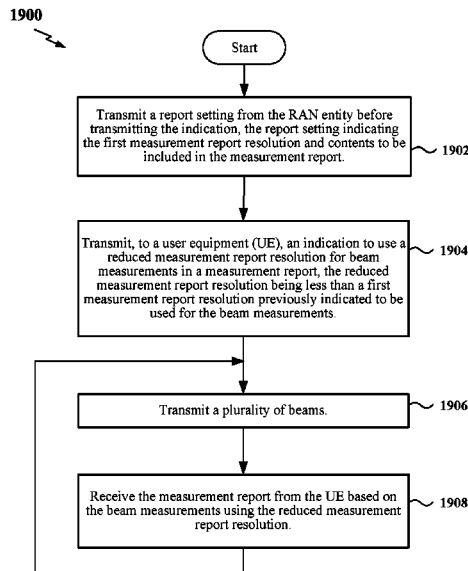 1900
Start
Transmit a report setting from the RAN entity before
transmitting the indication, the report setting indicating
the first measurement report resolution and contents to be
included in the measurement report.
1902
Transmit, to a user equipment (UE), an indication to use a
reduced measurement report resolution for beam
measurements in a measurement report, the reduced
measurement report resolution being less than a first
measurement report resolution previously indicated to be
used for the beam measurements.
1904
Transmit a plurality of beams.
1906
Receive the measurement report from the UE based on
the beam measurements using the reduced measurement
report resolution.
1908